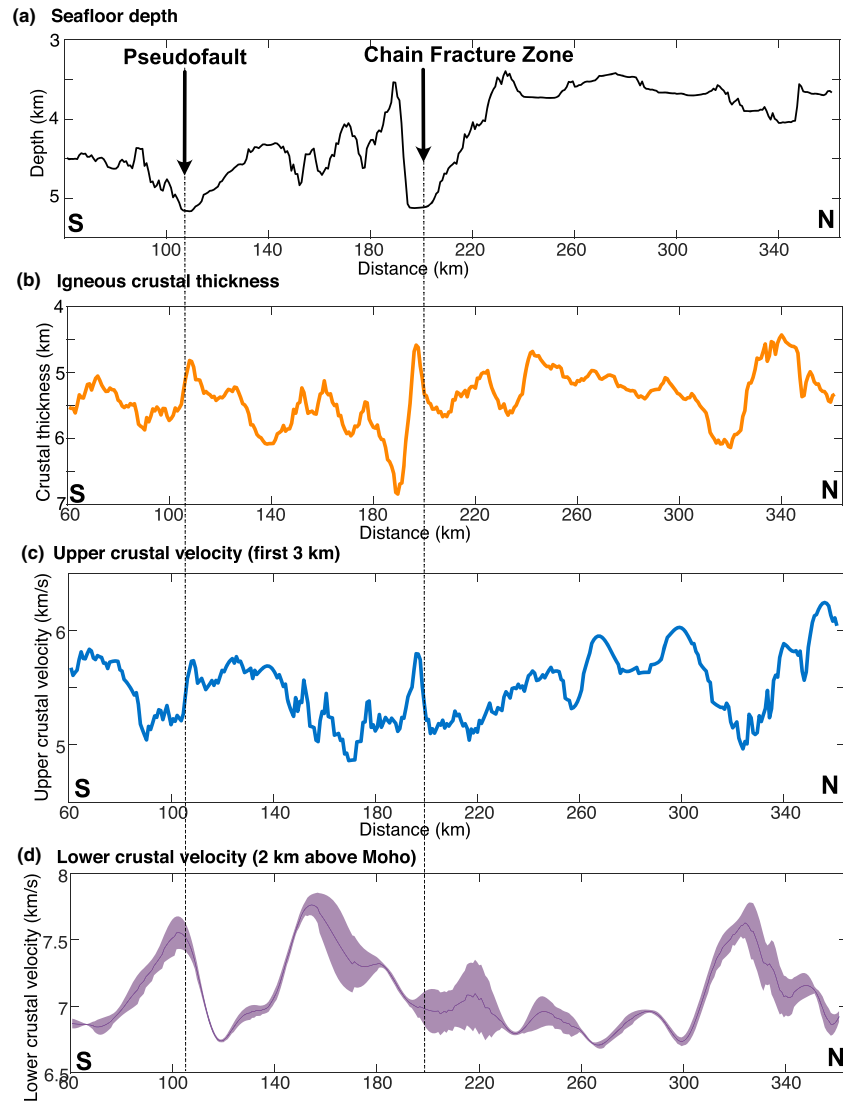 (a) Seafloor depth
3
Pseudofault
Chain Fracture Zone
4
Depth (km)
5
S
N
100 140 180 220 260 300 340
Distance (km)
(b) Igneous crustal thickness
4
5
Crustal thickness (km)
6
7
S
N
60 100 140 180 220 260 300 340
Distance (km)
(c) Upper crustal velocity (first 3 km)
6
Upper crustal velocity (km/s)
5
S
N
60 100 140 180 220 260 300 340
Distance (km)
(d) Lower crustal velocity (2 km above Moho)
8
7.5
Lower crustal velocity (km/s)
7
6.5
S
N
60 100 140 180 220 260 300 340